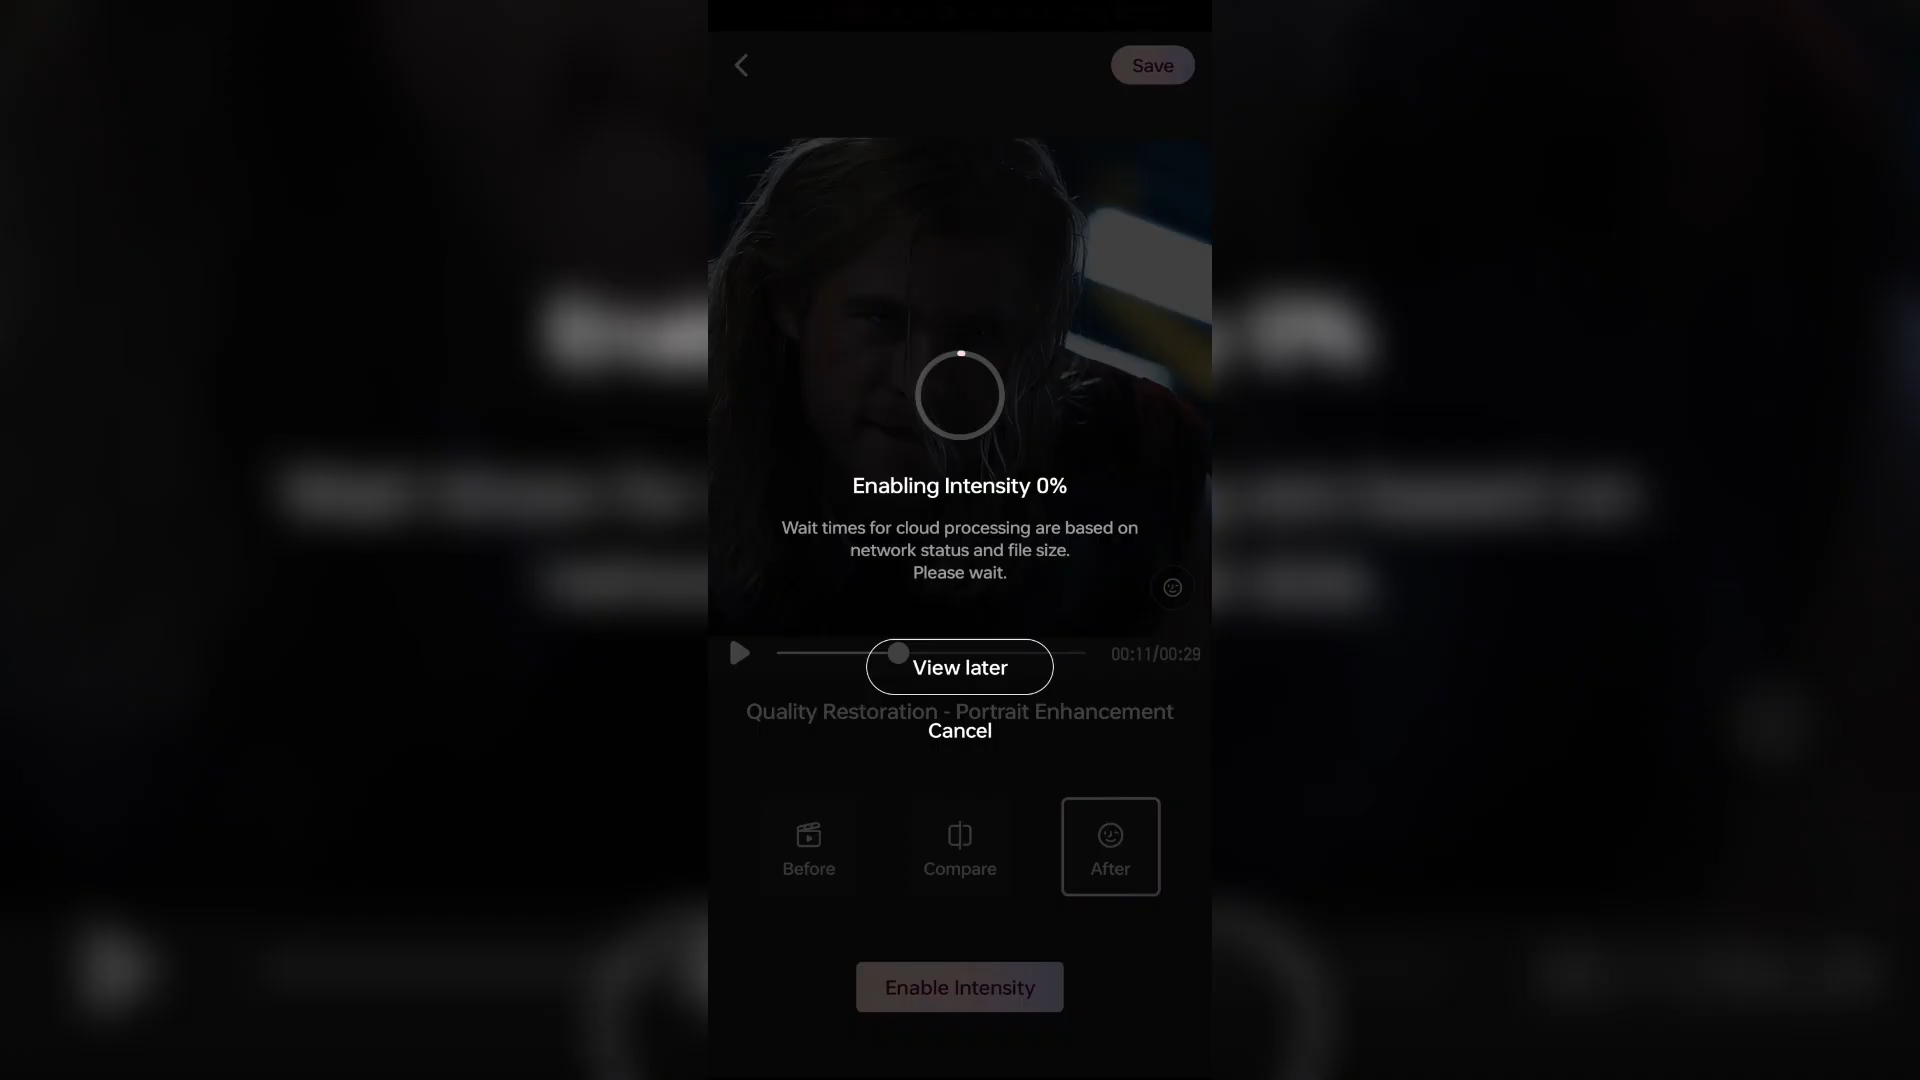 Save
Enabling Intensity 0%
Wait times for cloud processing are based on
network status and file size.
Please wait.
00:11/00:29
View later
Quality Restoration - Portrait Enhancement
Cancel
Before
Compare
After
Enable Intensity